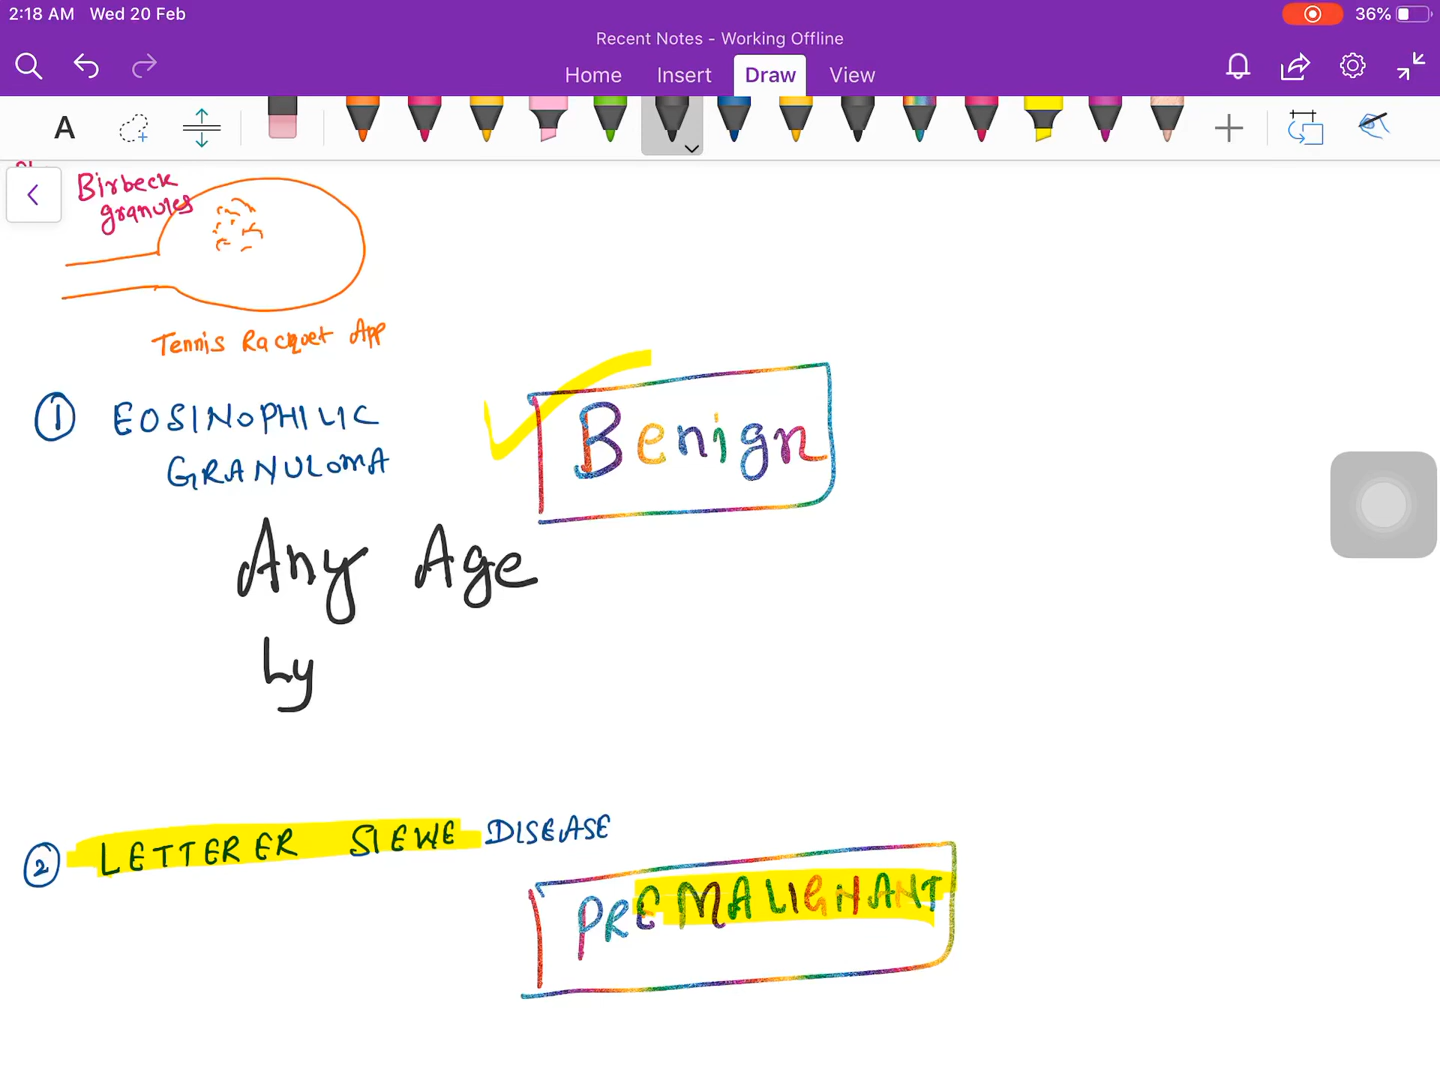 2:18 AM Wed 20 Feb
36%
Recent Notes - Working Offline
Home Insert Draw View
A
Birbeck
granules
Tennis Racquet App
① EOSINOPHILIC
GRANULOMA
Benign
Any Age
Ly
② LETTERER SIEWE DISEASE
PREMALIGNANT